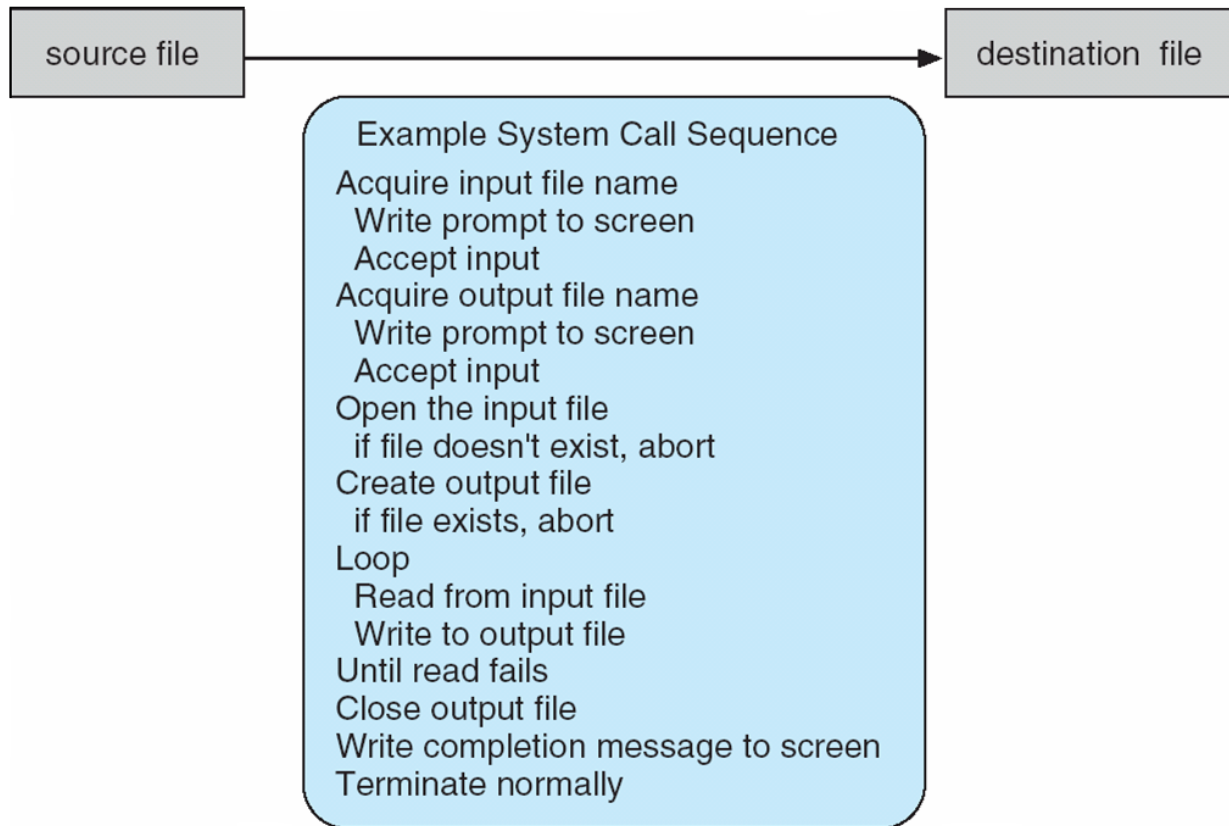 source file
destination file
Example System Call Sequence
Acquire input file name
Write prompt to screen
Accept input
Acquire output file name
Write prompt to screen
Accept input
Open the input file
if file doesn't exist, abort
Create output file
if file exists, abort
Loop
Read from input file
Write to output file
Until read fails
Close output file
Write completion message to screen
Terminate normally